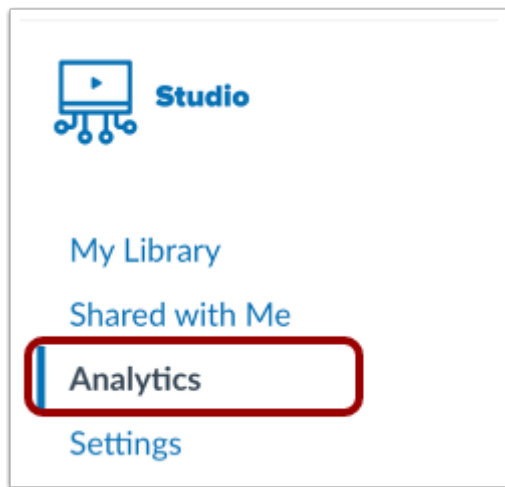 Studio
My Library
Shared with Me
Analytics
Settings